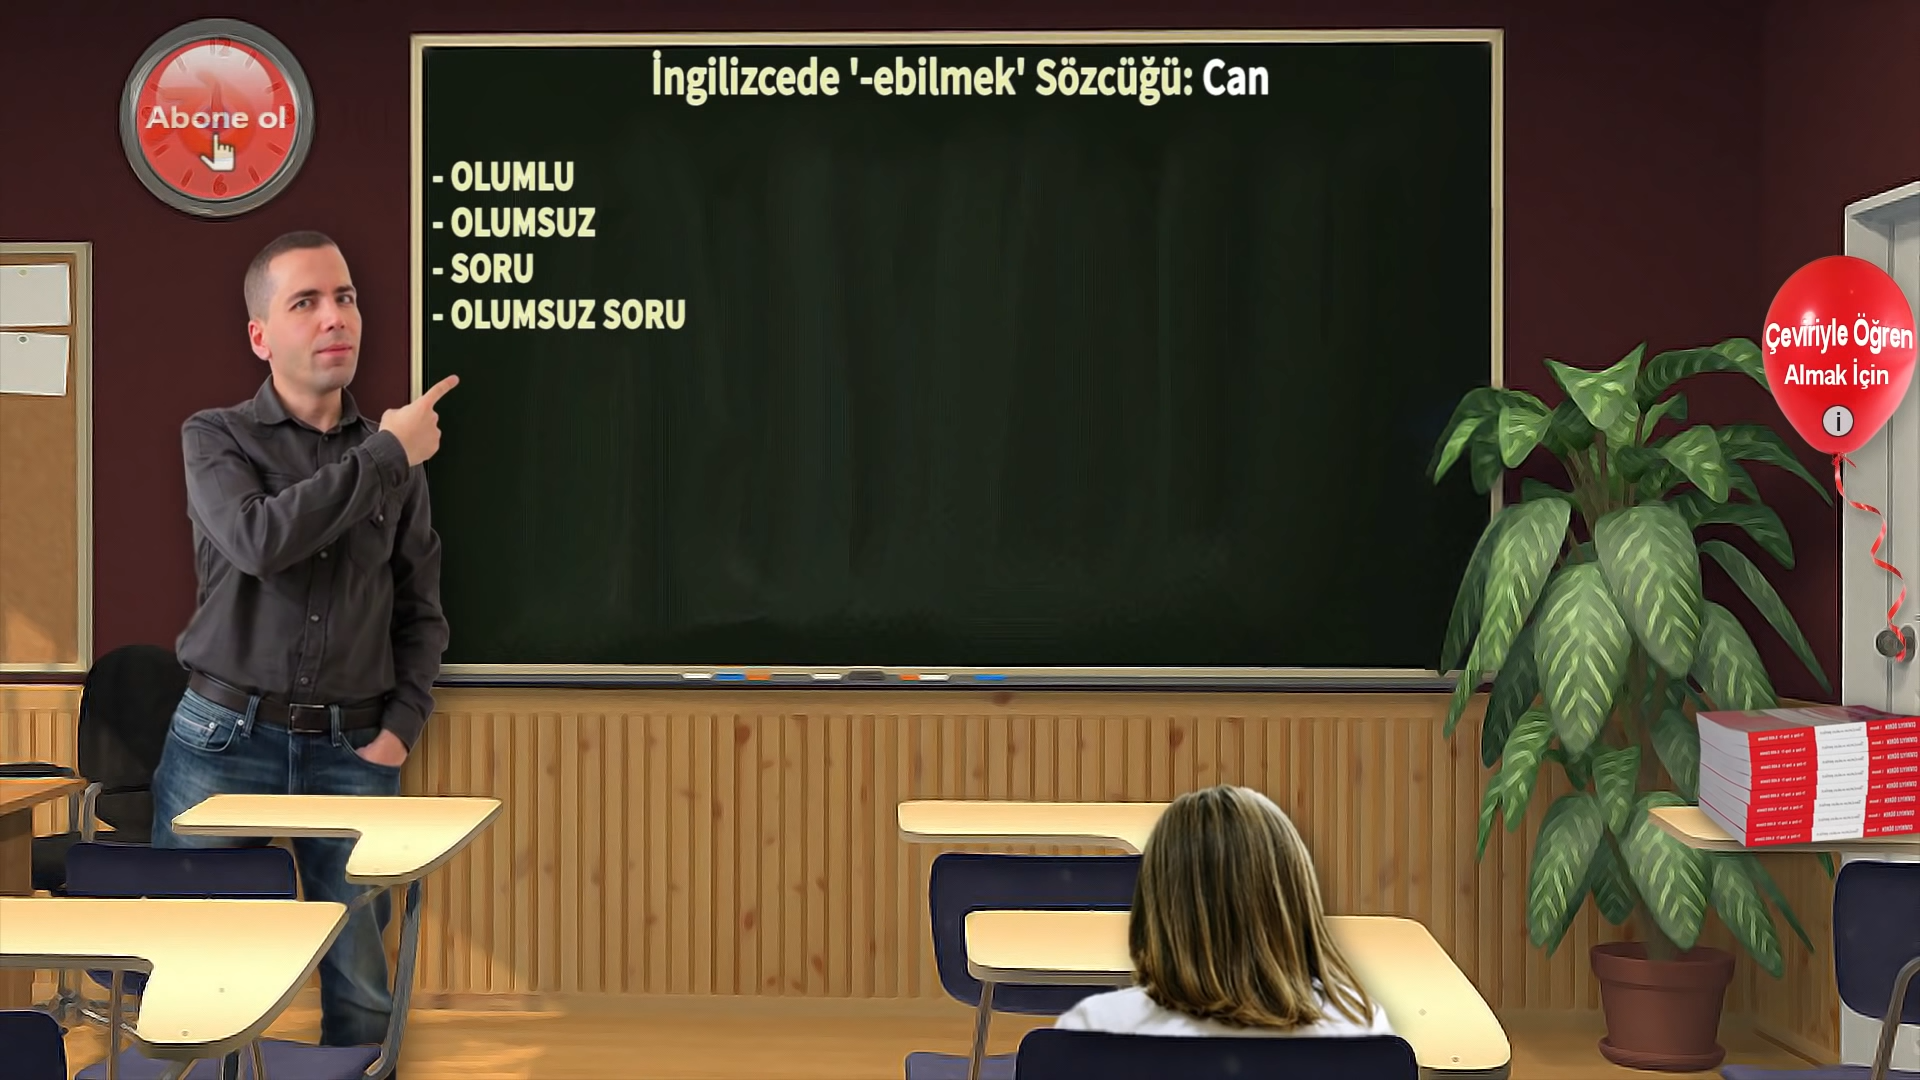 İngilizcede '-ebilmek' Sözcüğü: Can
Abone ol
- OLUMLU
- OLUMSUZ
- SORU
- OLUMSUZ SORU
Çeviriyle Öğren
Almak İçin
i